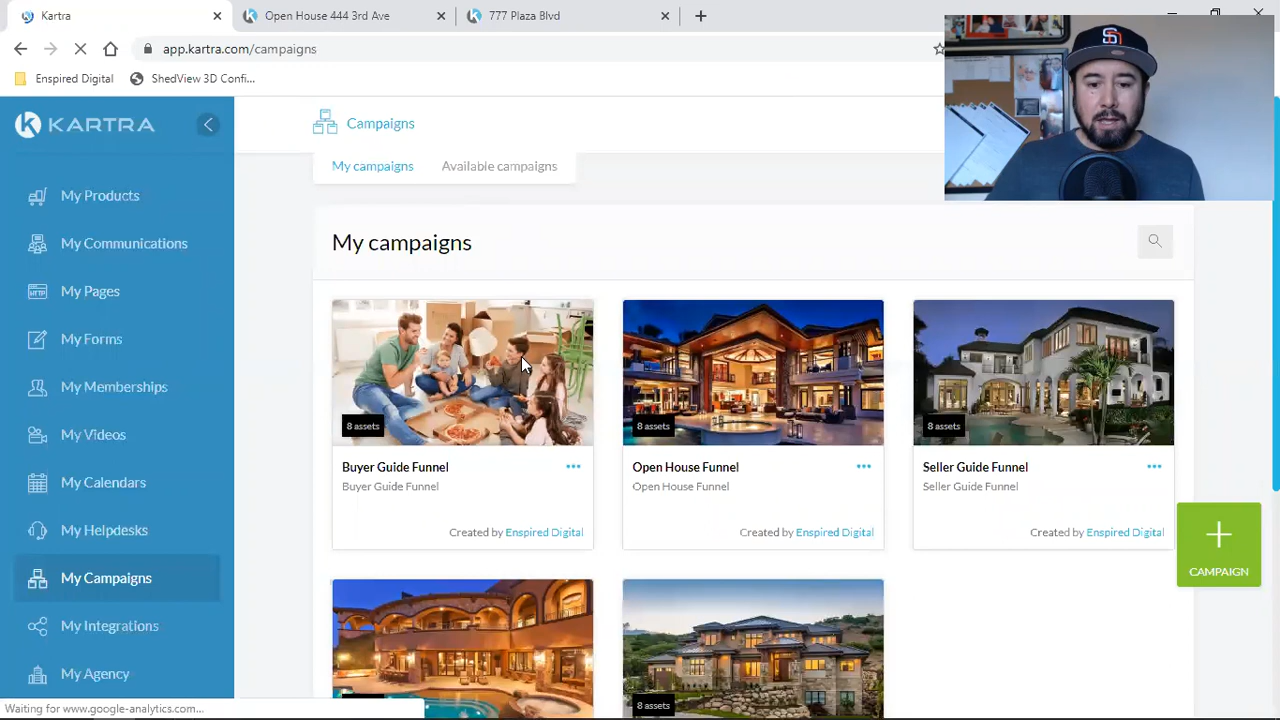 Kartra
Open House 444 3rd Ave
777 Plaza Blvd
app.kartra.com/campaigns
Enspired Digital
ShedView 3D Confi...
KARTRA
Campaigns
My campaigns
Available campaigns
My Products
My Communications
My Pages
My Forms
My Memberships
My Videos
My Calendars
My Helpdesks
My Campaigns
My Integrations
My Agency
My campaigns
8 assets
8 assets
8 assets
Buyer Guide Funnel
Open House Funnel
Seller Guide Funnel
Buyer Guide Funnel
Open House Funnel
Seller Guide Funnel
Created by Enspired Digital
Created by Enspired Digital
Created by Enspired Digital
CAMPAIGN
8 assets
Waiting for www.google-analytics.com...